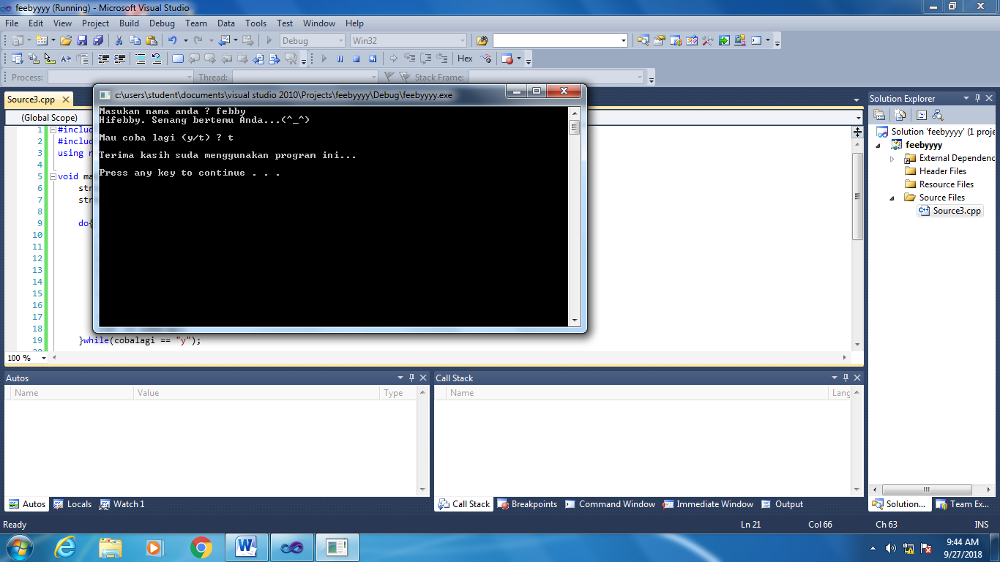 feebyyyy (Running) - Microsoft Visual Studio
File Edit View Project Build Debug Team Data Tools Test Window Help
Debug Win32
Hex
Process: Thread: Stack Frame:
Source3.cpp
(Global Scope)
c:\users\student\documents\visual studio 2010\Projects\feebyyyy\Debug\feebyyyy.exe
Masukan nama anda ? febby
Hifebby. Senang bertemu Anda...(^_^)
Mau coba lagi (y/t) ? t
Terima kasih suda menggunakan program ini...
Press any key to continue . . .
1 #includ
2 #includ
3 using n
4
5 void ma
6 str
7 str
8
9 do{
10
11
12
13
14
15
16
17
18
19 }while(cobalagi == "y");
100 %
Solution Explorer
Solution 'feebyyyy' (1 proje
feebyyyy
External Dependenc
Header Files
Resource Files
Source Files
Source3.cpp
Autos
Name Value Type
Call Stack
Name Lang
Autos Locals Watch 1
Call Stack Breakpoints Command Window Immediate Window Output
Solution... Team Ex...
Ready Ln 21 Col 66 Ch 63 INS
9:44 AM
9/27/2018